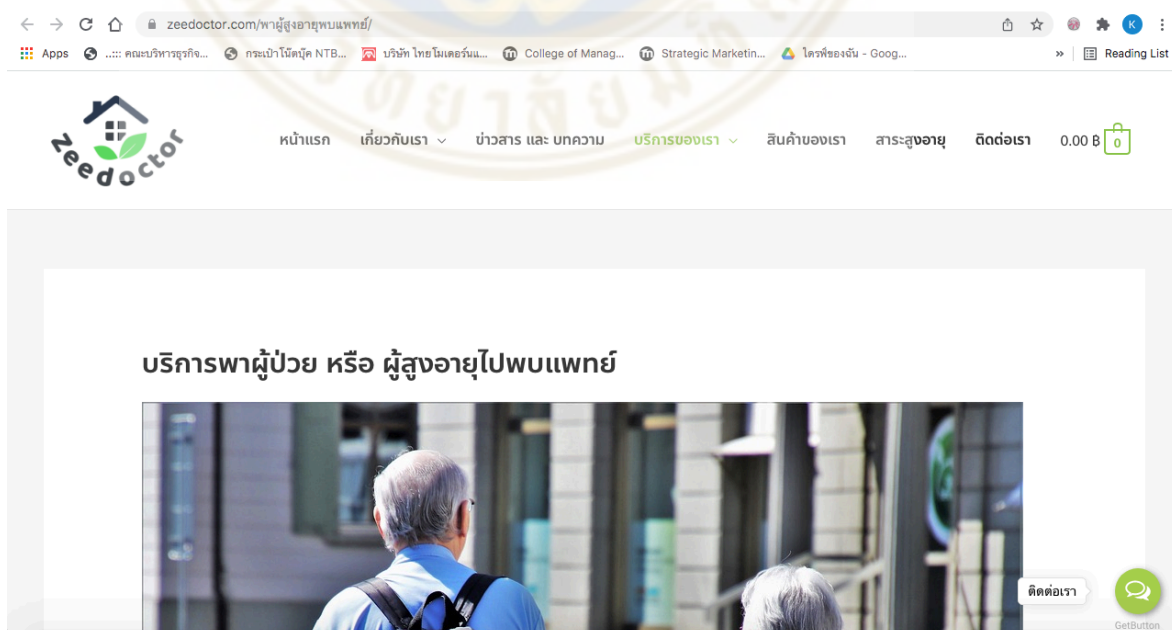 zeedoctor.com/พาผู้สูงอายุพบแพทย์/
K
Apps
..::: คณะบริหารธุรกิจ...
กระเป๋าโน้ตบุ๊ค NTB...
บริษัท ไทยโมเดอร์นแ...
College of Manag...
Strategic Marketin...
ไดรฟ์ของฉัน - Goog...
»
Reading List
วิทยาลัย
Zeedoctor
หน้าแรก
เกี่ยวกับเรา
ข่าวสาร และ บทความ
บริการของเรา
สินค้าของเรา
สาระสูงอายุ
ติดต่อเรา
0.00 ฿
0
บริการพาผู้ป่วย หรือ ผู้สูงอายุไปพบแพทย์
ติดต่อเรา
GetButton